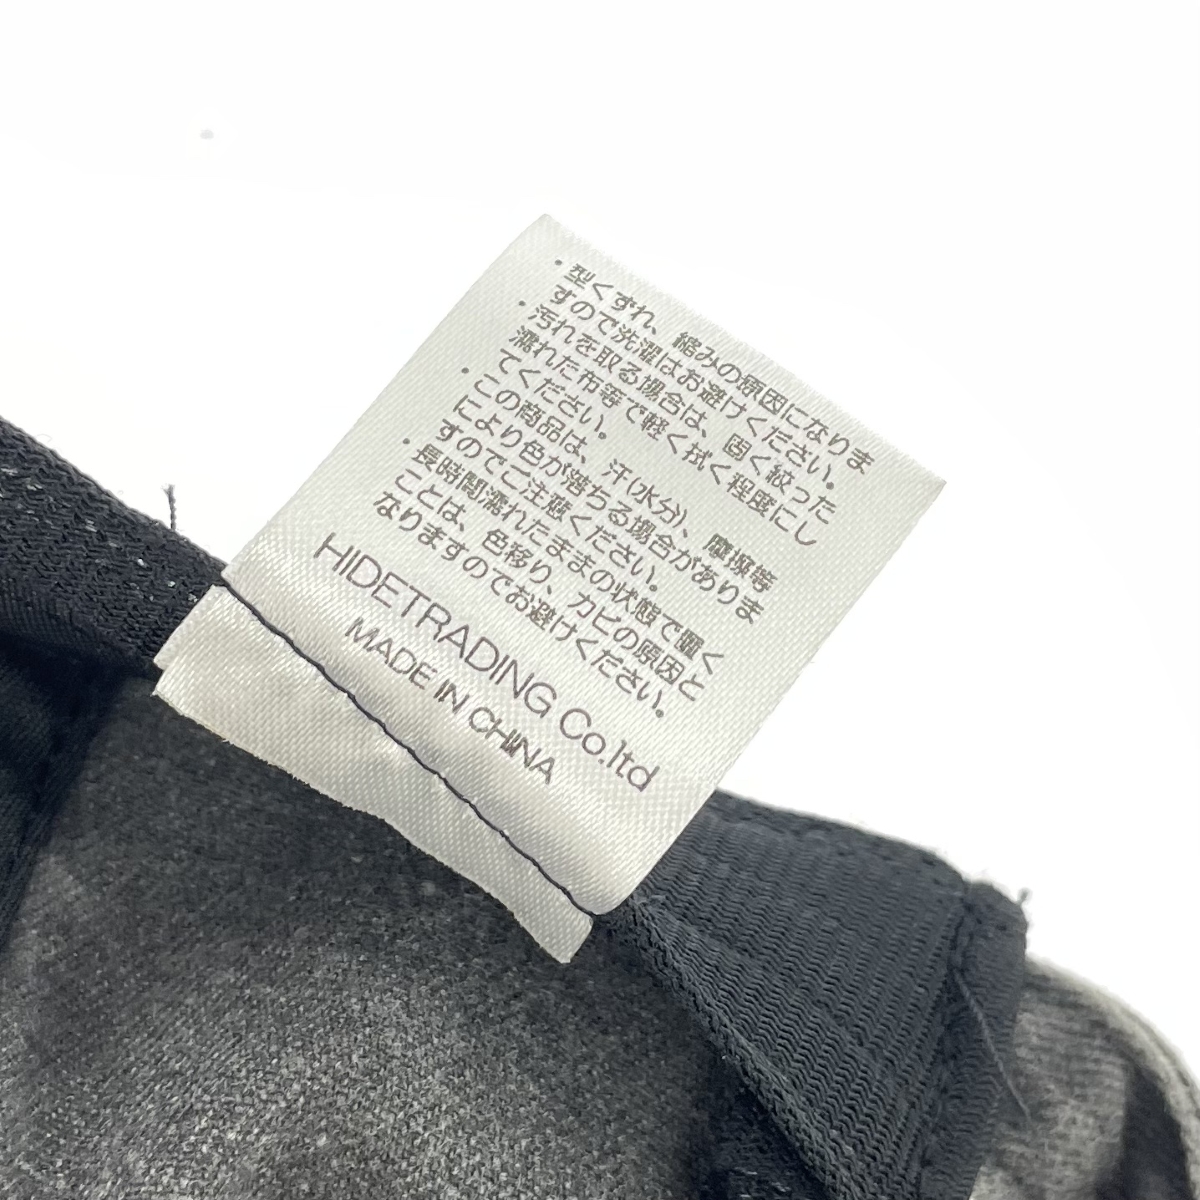 ・型くずれ、縮みの原因になりま
すので洗濯はお避けください。
・汚れを取る場合は、固く絞った
濡れた布等で軽く拭く程度にし
てください。
・この商品は、汗(水分)、摩擦等
により色が落ちる場合がありま
すのでご注意ください。
・長時間濡れたままの状態で置く
ことは、色移り、カビの原因と
なりますのでお避けください。
HIDETRADING Co.ltd
MADE IN CHINA